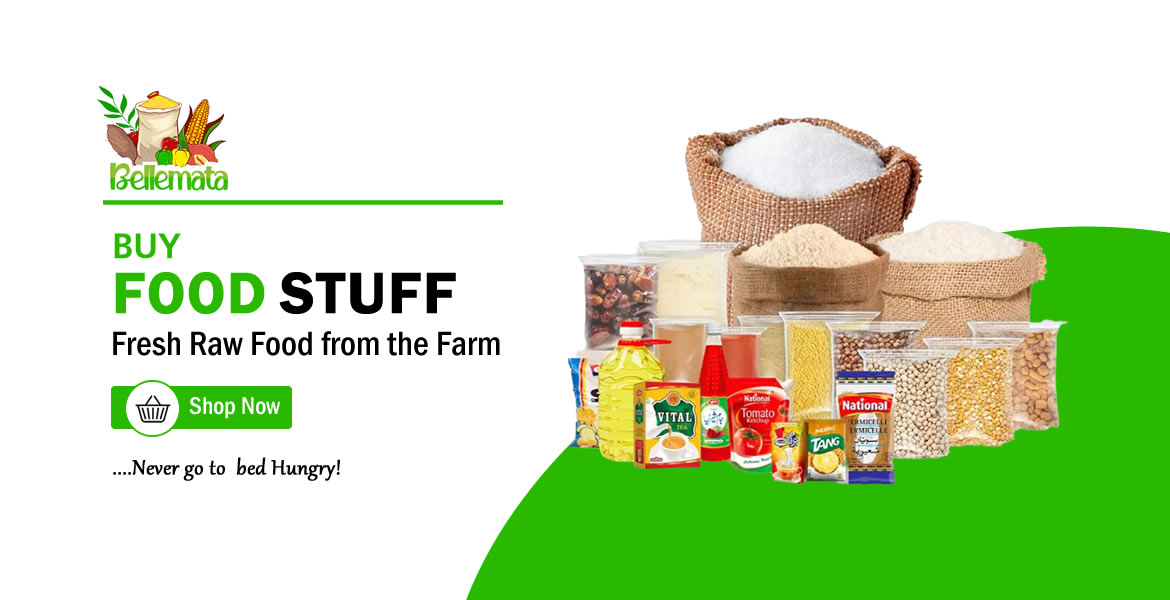 Bellemata
BUY
FOOD STUFF
Fresh Raw Food from the Farm
Shop Now
....Never go to bed Hungry!
VITAL
TEA
National
Tomato
Ketchup
PINEAPPLE
TANG
National
VERMICELLI